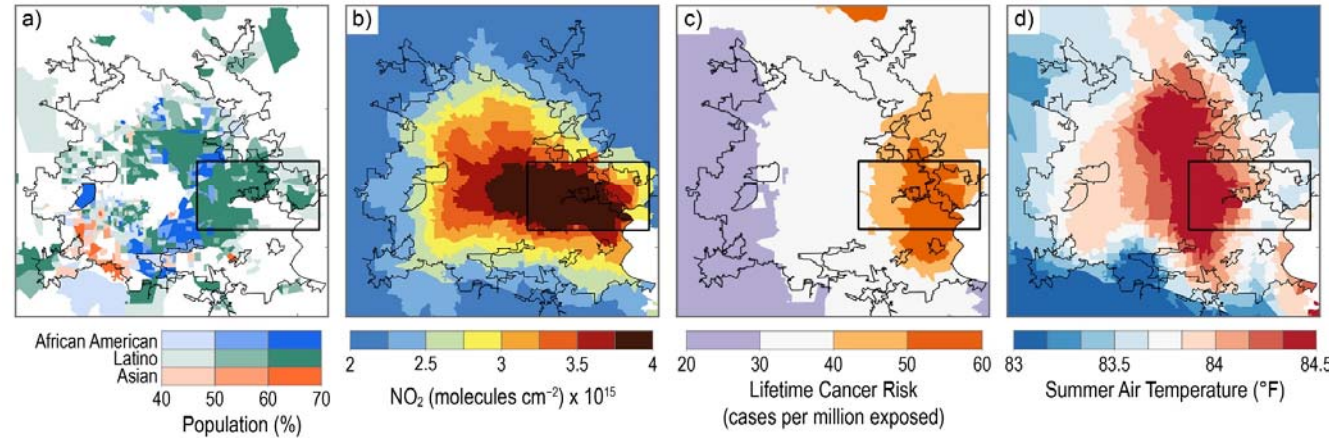 a)
b)
c)
d)
African American
Latino
Asian
40 50 60 70
Population (%)
2 2.5 3 3.5 4
NO₂ (molecules cm⁻²) x 10¹⁵
20 30 40 50 60
Lifetime Cancer Risk
(cases per million exposed)
83 83.5 84 84.5
Summer Air Temperature (°F)